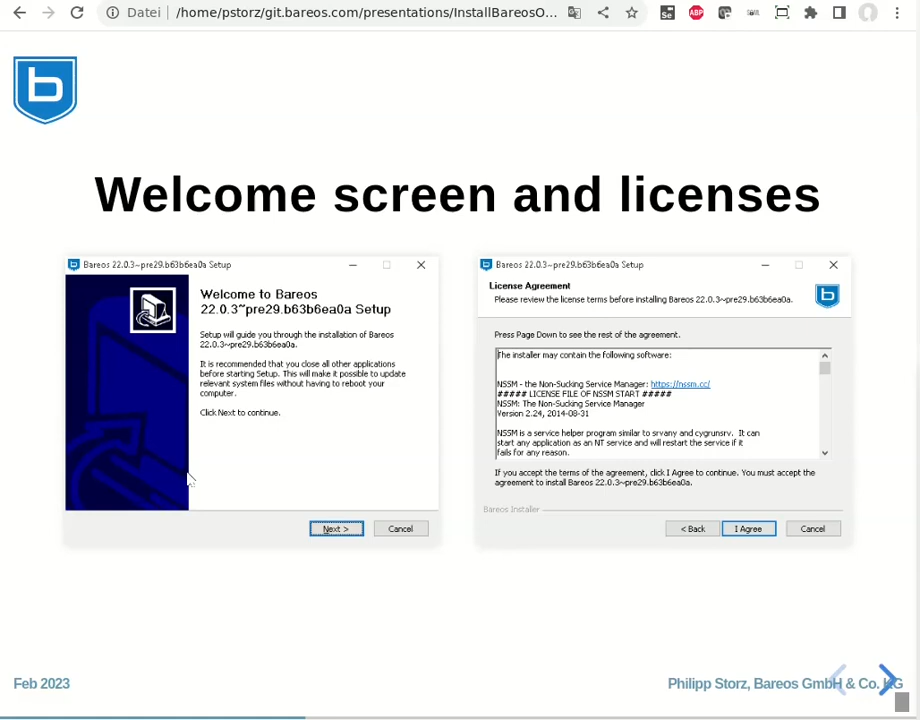 Datei
/home/pstorz/git.bareos.com/presentations/InstallBareosO...
Welcome screen and licenses
Bareos 22.0.3~pre29.b63b6ea0a Setup
Welcome to Bareos
22.0.3~pre29.b63b6ea0a Setup
Setup will guide you through the installation of Bareos
22.0.3~pre29.b63b6ea0a.
It is recommended that you close all other applications
before starting Setup. This will make it possible to update
relevant system files without having to reboot your
computer.
Click Next to continue.
Next >
Cancel
Bareos 22.0.3~pre29.b63b6ea0a Setup
License Agreement
Please review the license terms before installing Bareos 22.0.3~pre29.b63b6ea0a.
Press Page Down to see the rest of the agreement.
The installer may contain the following software:
NSSM - the Non-Sucking Service Manager: https://nssm.cc/
##### LICENSE FILE OF NSSM START #####
NSSM: The Non-Sucking Service Manager
Version 2.24, 2014-08-31
NSSM is a service helper program similar to srvany and cygrunsrv. It can
start any application as an NT service and will restart the service if it
fails for any reason.
If you accept the terms of the agreement, click I Agree to continue. You must accept the
agreement to install Bareos 22.0.3~pre29.b63b6ea0a.
Bareos Installer
< Back
I Agree
Cancel
Feb 2023
Philipp Storz, Bareos GmbH & Co. KG